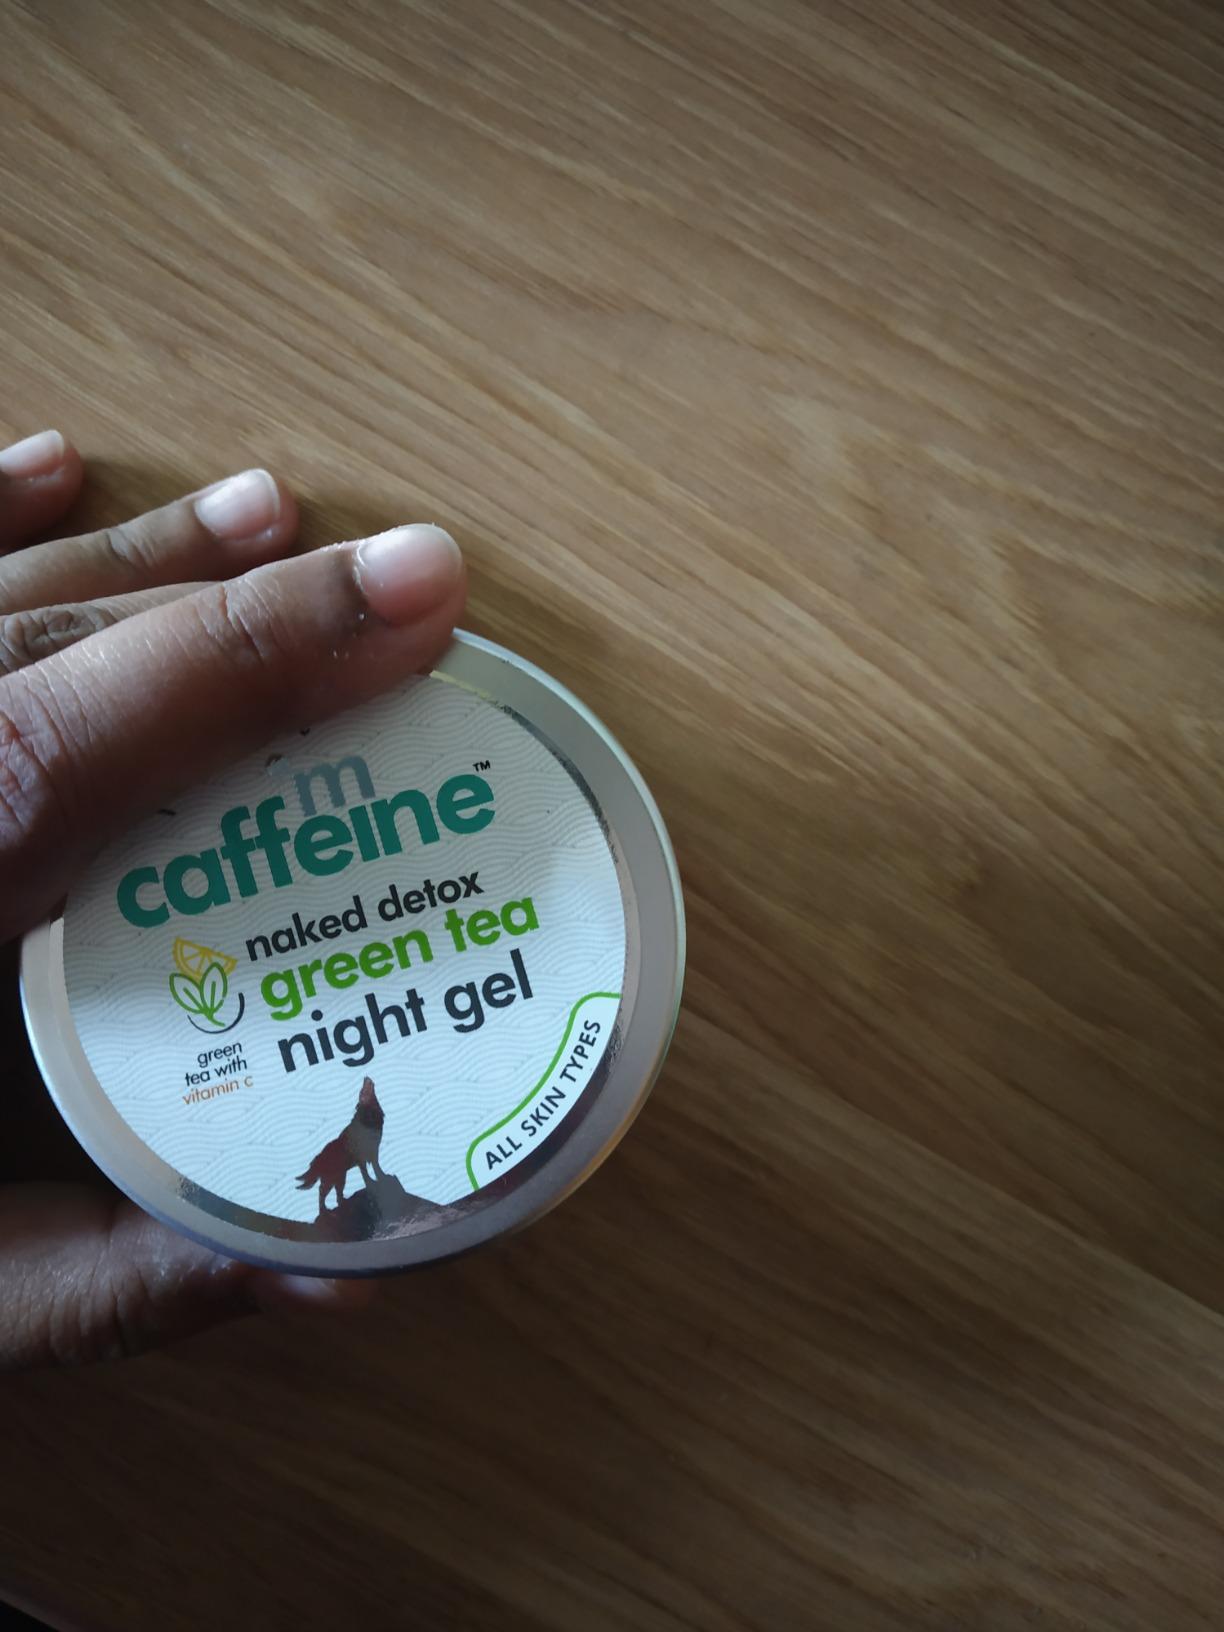 m
caffeine™
naked detox
green tea
night gel
green
tea with
vitamin c
ALL SKIN TYPES